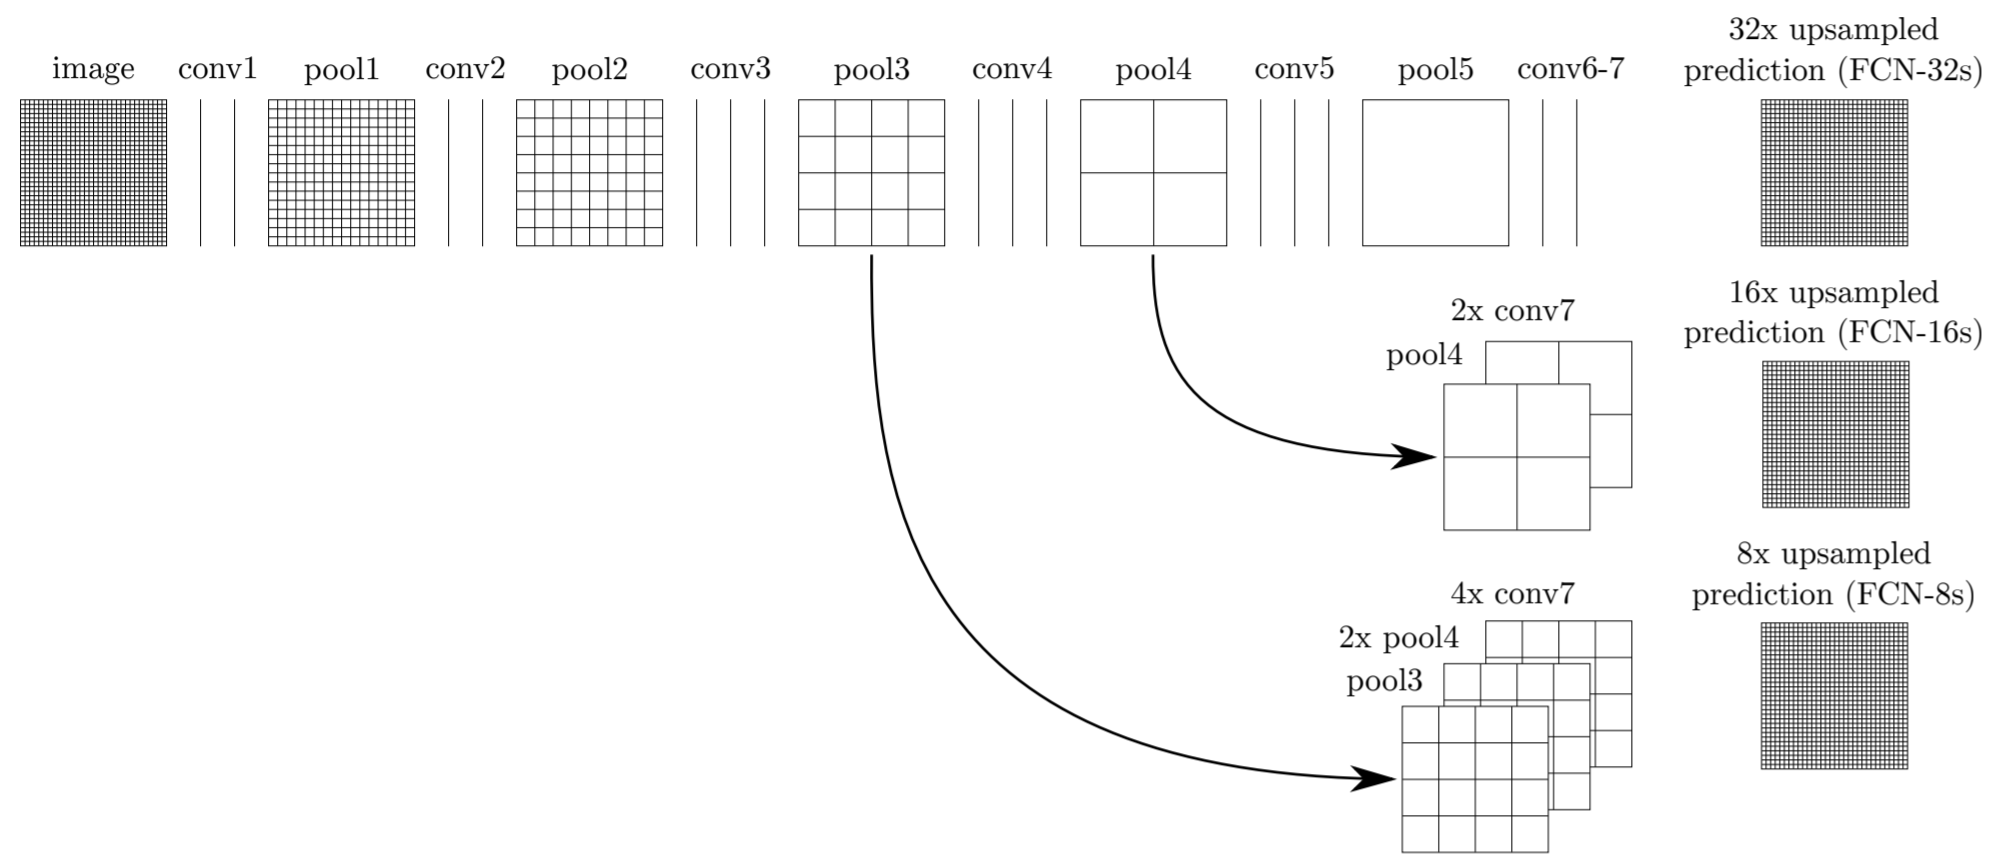 image
conv1
pool1
conv2
pool2
conv3
pool3
conv4
pool4
conv5
pool5
conv6-7
32x upsampled
prediction (FCN-32s)
2x conv7
pool4
16x upsampled
prediction (FCN-16s)
4x conv7
2x pool4
pool3
8x upsampled
prediction (FCN-8s)